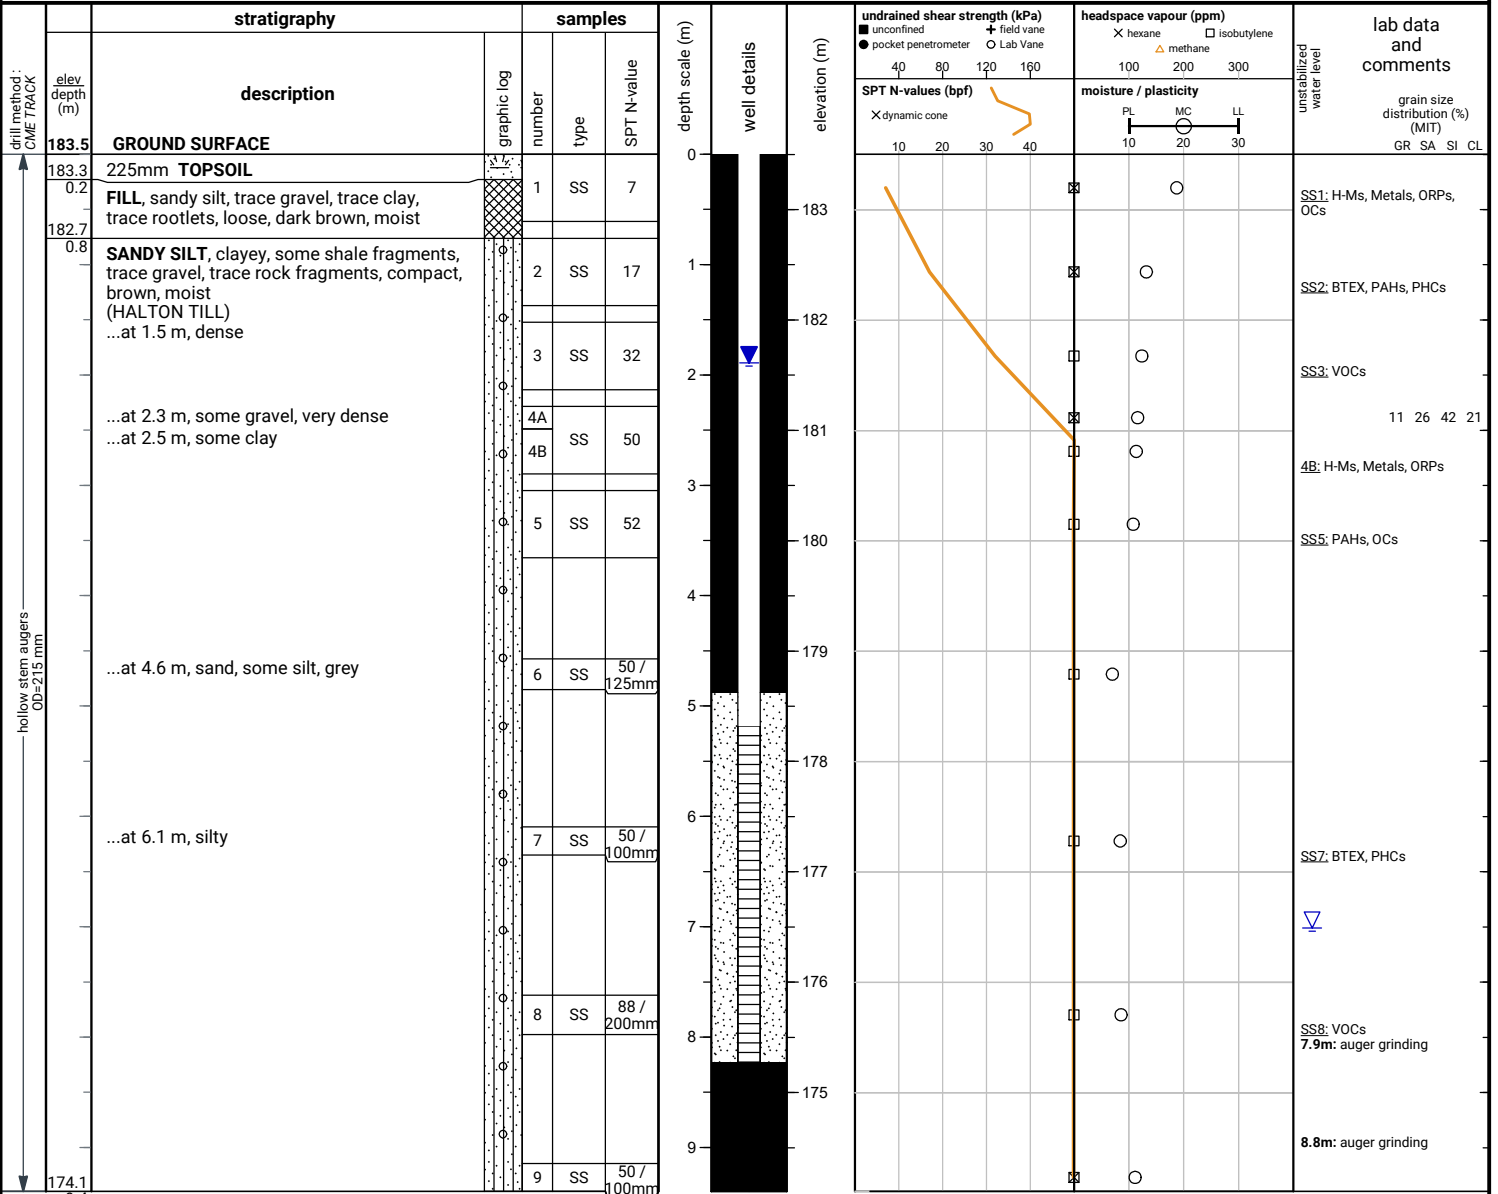 stratigraphy
samples
drill method :
CME TRACK
elev
depth
(m)
description
graphic log
number
type
SPT N-value
depth scale (m)
well details
elevation (m)
undrained shear strength (kPa)
unconfined
field vane
pocket penetrometer
Lab Vane
40 80 120 160
SPT N-values (bpf)
dynamic cone
10 20 30 40
headspace vapour (ppm)
hexane
isobutylene
methane
100 200 300
moisture / plasticity
PL MC LL
10 20 30
unstabilized
water level
lab data
and
comments
grain size
distribution (%)
(MIT)
GR SA SI CL
183.5 GROUND SURFACE
183.3
0.2
182.7
0.8
174.1
225mm TOPSOIL
FILL, sandy silt, trace gravel, trace clay,
trace rootlets, loose, dark brown, moist
SANDY SILT, clayey, some shale fragments,
trace gravel, trace rock fragments, compact,
brown, moist
(HALTON TILL)
...at 1.5 m, dense
...at 2.3 m, some gravel, very dense
...at 2.5 m, some clay
...at 4.6 m, sand, some silt, grey
...at 6.1 m, silty
hollow stem augers
OD=215 mm
1 SS 7
2 SS 17
3 SS 32
4A
4B
SS 50
5 SS 52
6 SS 50 /
125mm
7 SS 50 /
100mm
8 SS 88 /
200mm
9 SS 50 /
100mm
0
1
2
3
4
5
6
7
8
9
183
182
181
180
179
178
177
176
175
SS1: H-Ms, Metals, ORPs,
OCs
SS2: BTEX, PAHs, PHCs
SS3: VOCs
11 26 42 21
4B: H-Ms, Metals, ORPs
SS5: PAHs, OCs
SS7: BTEX, PHCs
SS8: VOCs
7.9m: auger grinding
8.8m: auger grinding